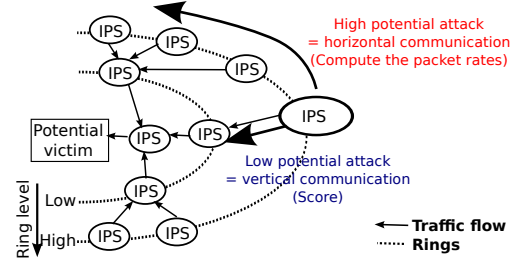 IPS
IPS
IPS
IPS
High potential attack
= horizontal communication
(Compute the packet rates)
IPS
Potential
victim
IPS
IPS
Low potential attack
= vertical communication
(Score)
IPS
Ring level
Low
High
IPS
IPS
Traffic flow
Rings